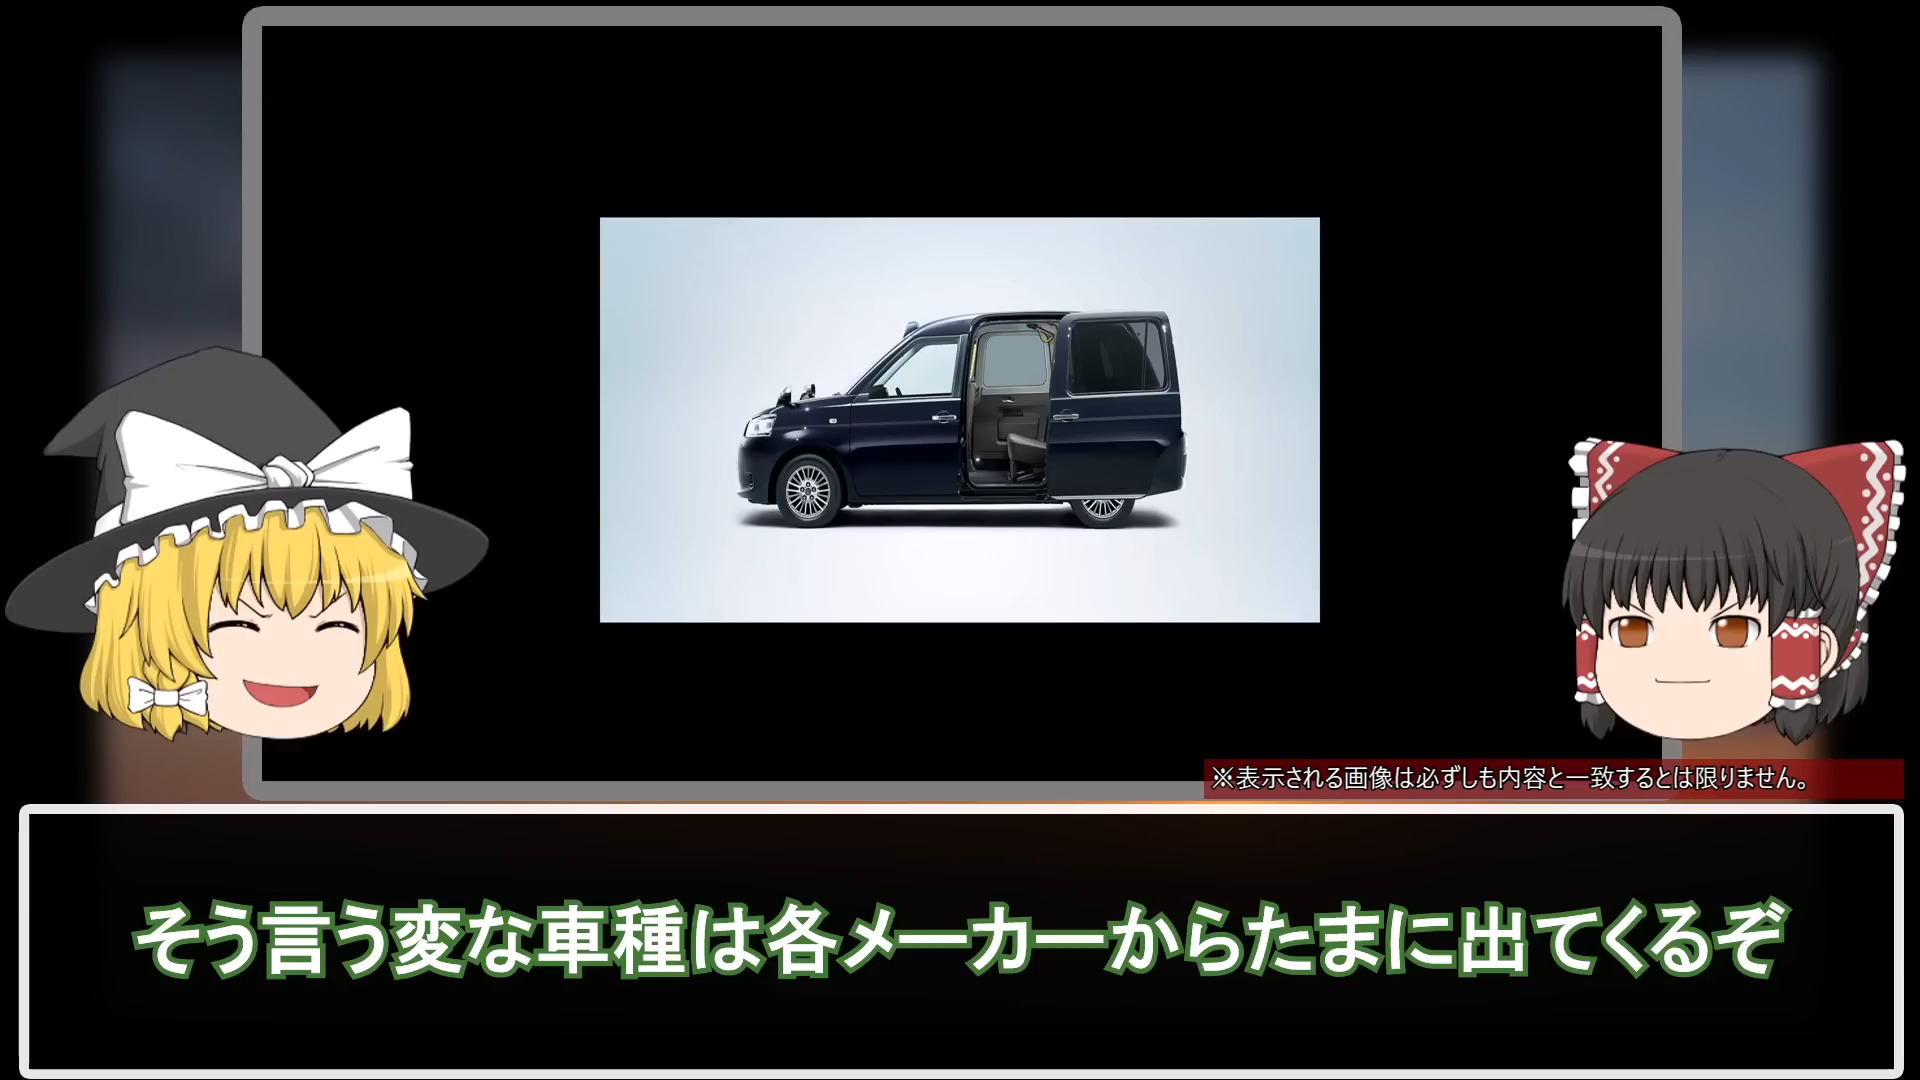 ※表示される画像は必ずしも内容と一致するとは限りません。
そう言う変な車種は各メーカーからたまに出てくるぞ